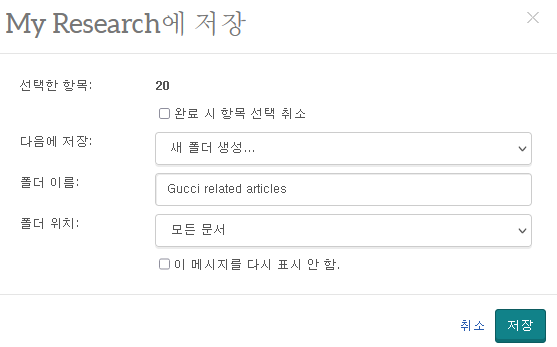 My Research에 저장
선택한 항목: 20
완료 시 항목 선택 취소
다음에 저장: 새 폴더 생성...
폴더 이름: Gucci related articles
폴더 위치: 모든 문서
이 메시지를 다시 표시 안 함.
취소 저장